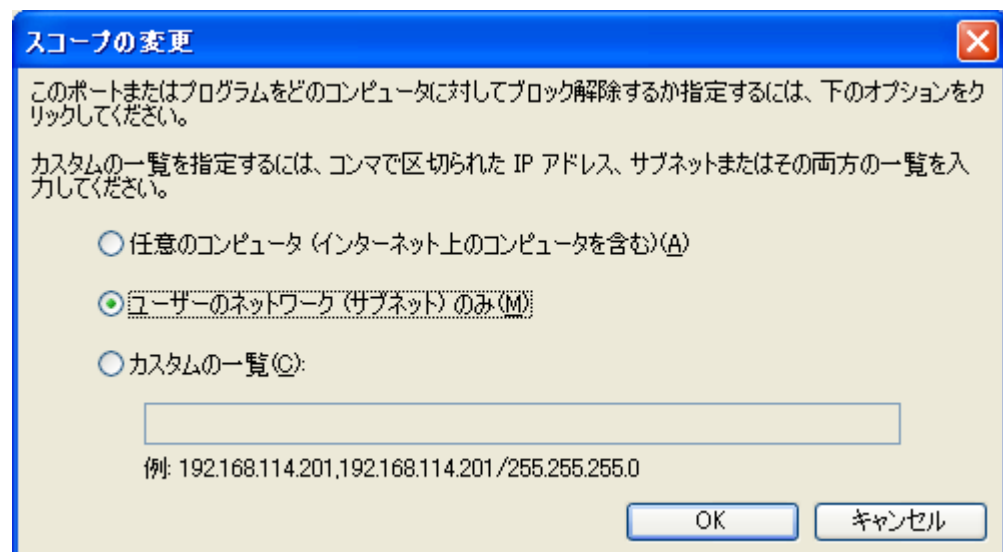 スコープの変更
このポートまたはプログラムをどのコンピュータに対してブロック解除するか指定するには、下のオプションをク
リックしてください。
カスタムの一覧を指定するには、コンマで区切られた IP アドレス、サブネットまたはその両方の一覧を入
力してください。
任意のコンピュータ (インターネット上のコンピュータを含む)(A)
ユーザーのネットワーク (サブネット) のみ(M)
カスタムの一覧(C):
例: 192.168.114.201,192.168.114.201/255.255.255.0
OK キャンセル